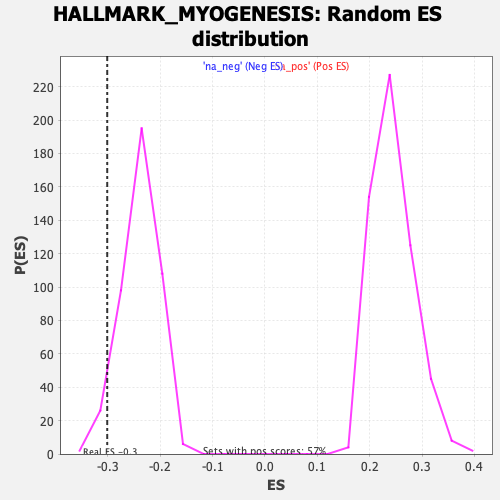 HALLMARK_MYOGENESIS: Random ES
distribution
'na_neg' (Neg ES)
_pos' (Pos ES)
220
200
180
160
140
120
100
80
60
40
20
0
P(ES)
Real ES -0.3
Sets with pos scores: 57%
-0.3 -0.2 -0.1 0.0 0.1 0.2 0.3 0.4
ES